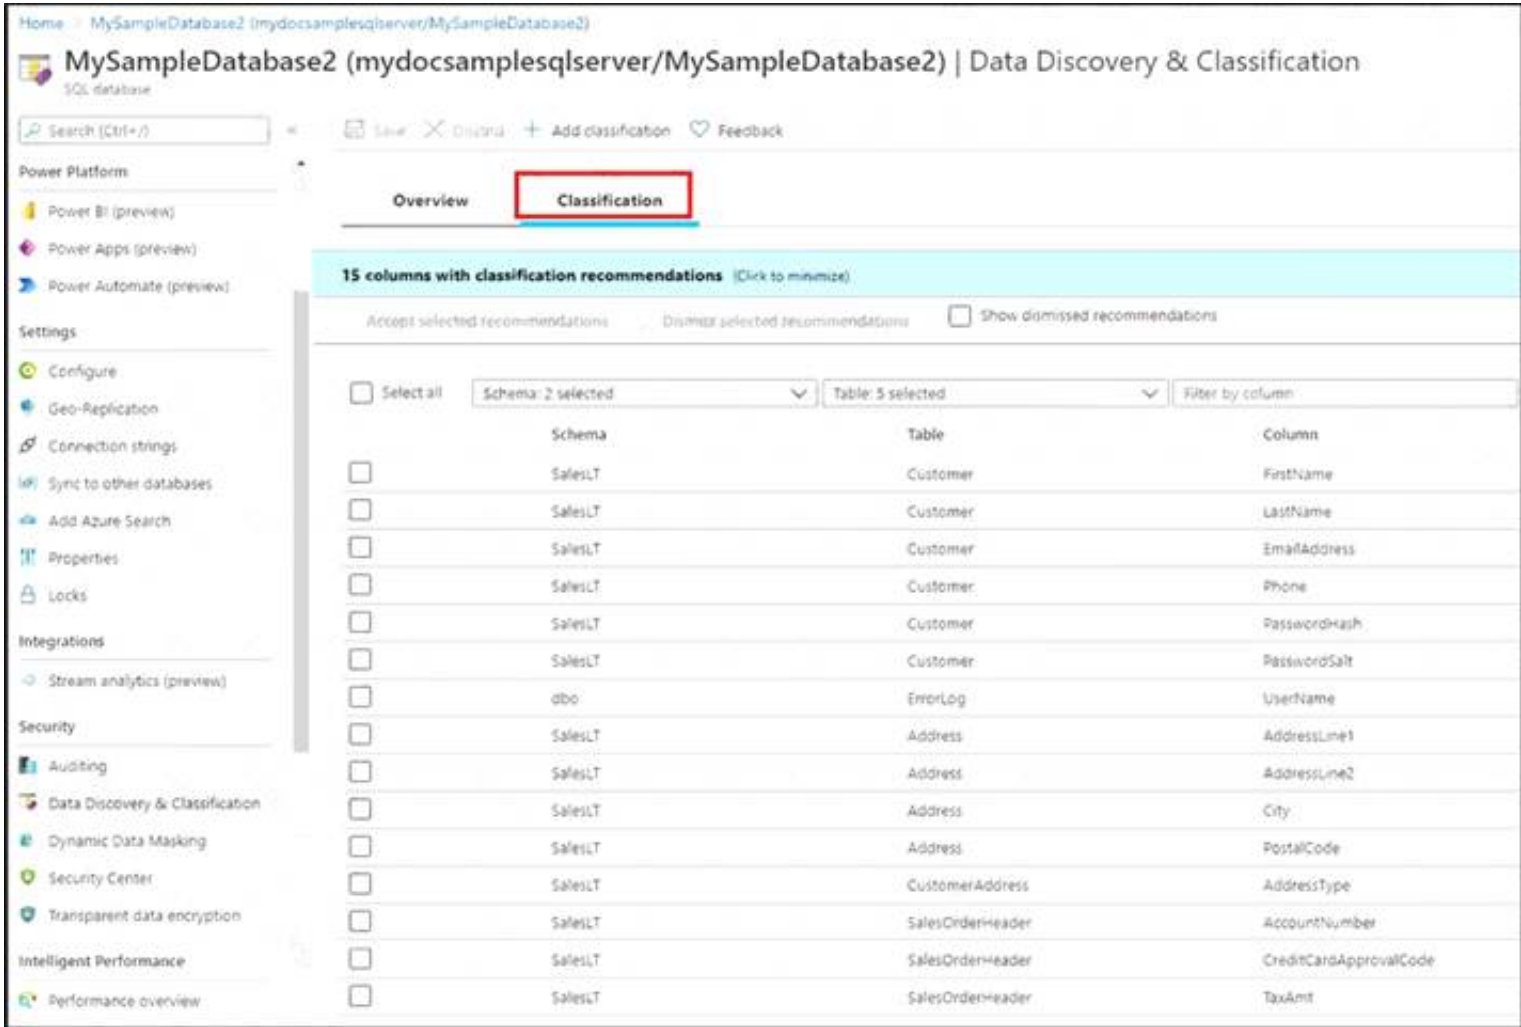 Home > MySampleDatabase2 (mydocsamplesqlserver/MySampleDatabase2)
MySampleDatabase2 (mydocsamplesqlserver/MySampleDatabase2) | Data Discovery & Classification
SQL database
Search (Ctrl+/)
«
Save
Discard
Add classification
Feedback
Power Platform
Power BI (preview)
Power Apps (preview)
Power Automate (preview)
Settings
Configure
Geo-Replication
Connection strings
Sync to other databases
Add Azure Search
Properties
Locks
Integrations
Stream analytics (preview)
Security
Auditing
Data Discovery & Classification
Dynamic Data Masking
Security Center
Transparent data encryption
Intelligent Performance
Performance overview
Overview
Classification
15 columns with classification recommendations (Click to minimize)
Accept selected recommendations
Dismiss selected recommendations
Show dismissed recommendations
Select all
Schema: 2 selected
Table: 5 selected
Filter by column
Schema Table Column
SalesLT Customer FirstName
SalesLT Customer LastName
SalesLT Customer EmailAddress
SalesLT Customer Phone
SalesLT Customer PasswordHash
SalesLT Customer PasswordSalt
dbo ErrorLog UserName
SalesLT Address AddressLine1
SalesLT Address AddressLine2
SalesLT Address City
SalesLT Address PostalCode
SalesLT CustomerAddress AddressType
SalesLT SalesOrderHeader AccountNumber
SalesLT SalesOrderHeader CreditCardApprovalCode
SalesLT SalesOrderHeader TaxAmt